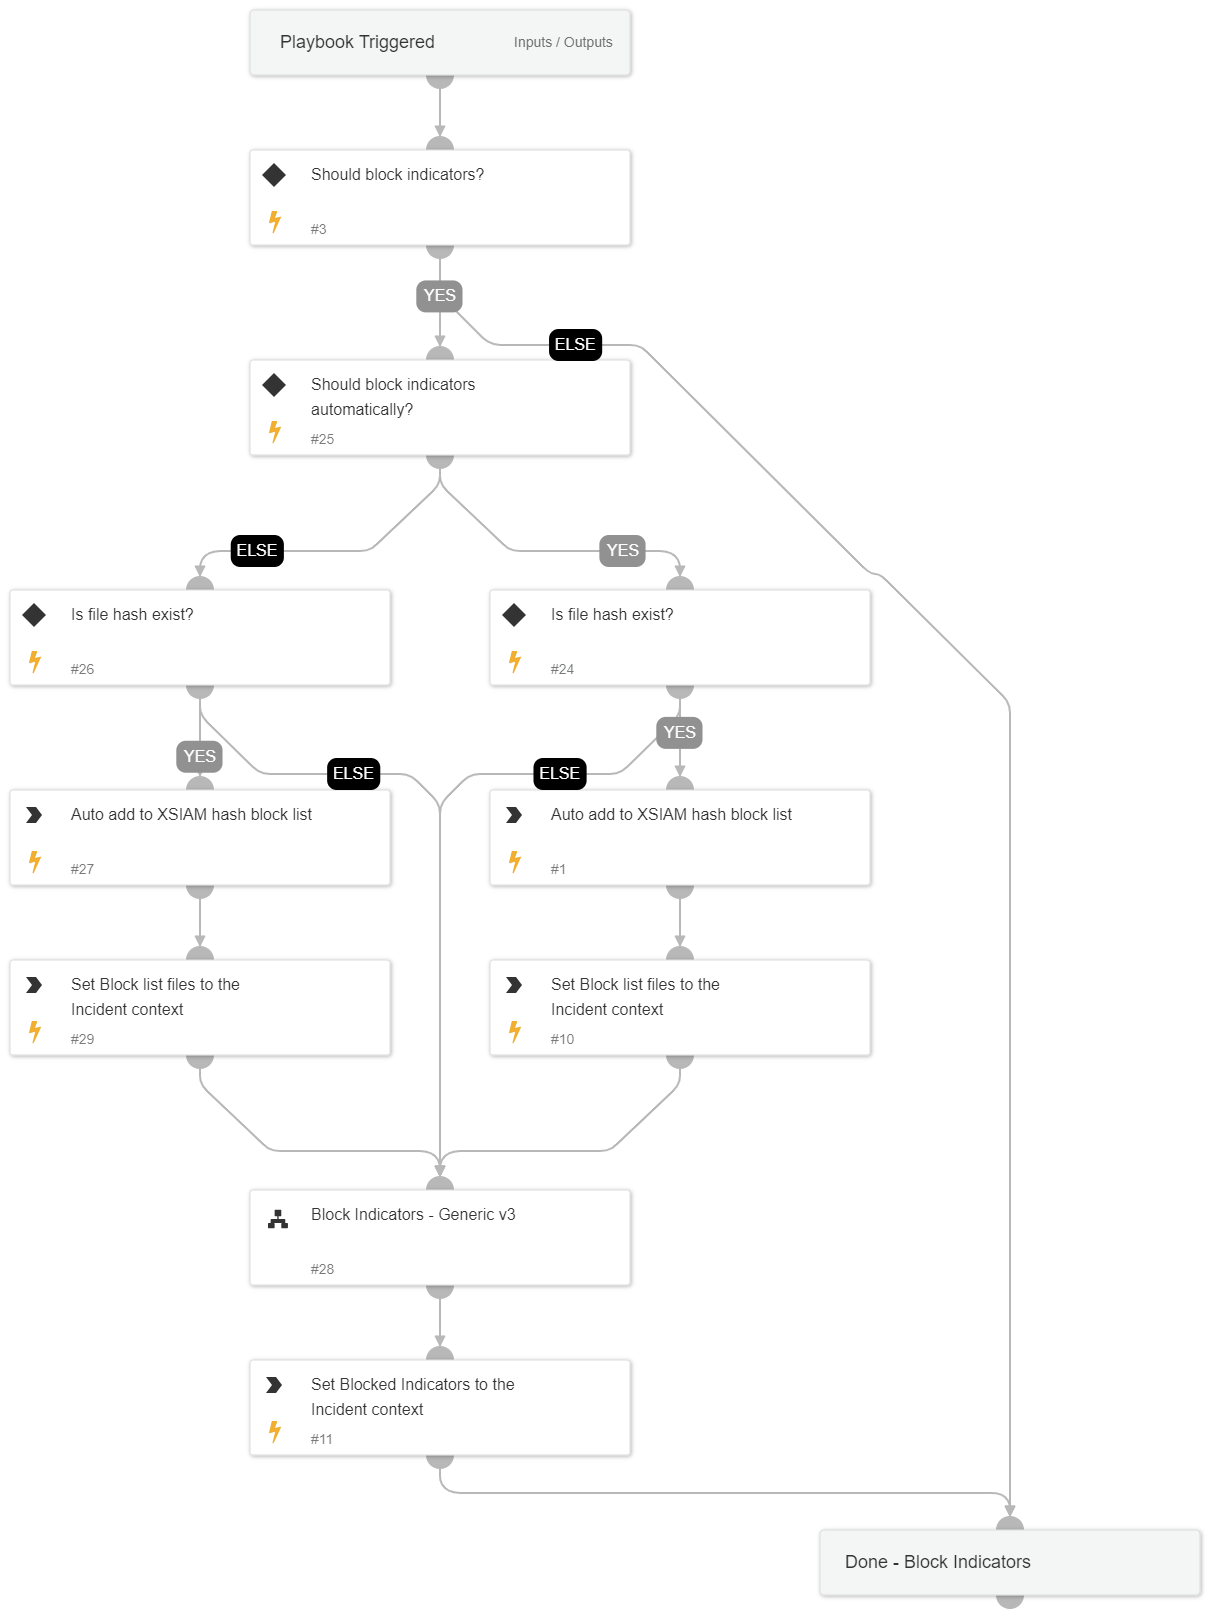 Playbook Triggered
Inputs / Outputs
Should block indicators?
#3
YES
ELSE
Should block indicators
automatically?
#25
ELSE
YES
Is file hash exist?
#26
Is file hash exist?
#24
YES
ELSE
ELSE
YES
Auto add to XSIAM hash block list
#27
Auto add to XSIAM hash block list
#1
Set Block list files to the
Incident context
#29
Set Block list files to the
Incident context
#10
Block Indicators - Generic v3
#28
Set Blocked Indicators to the
Incident context
#11
Done - Block Indicators